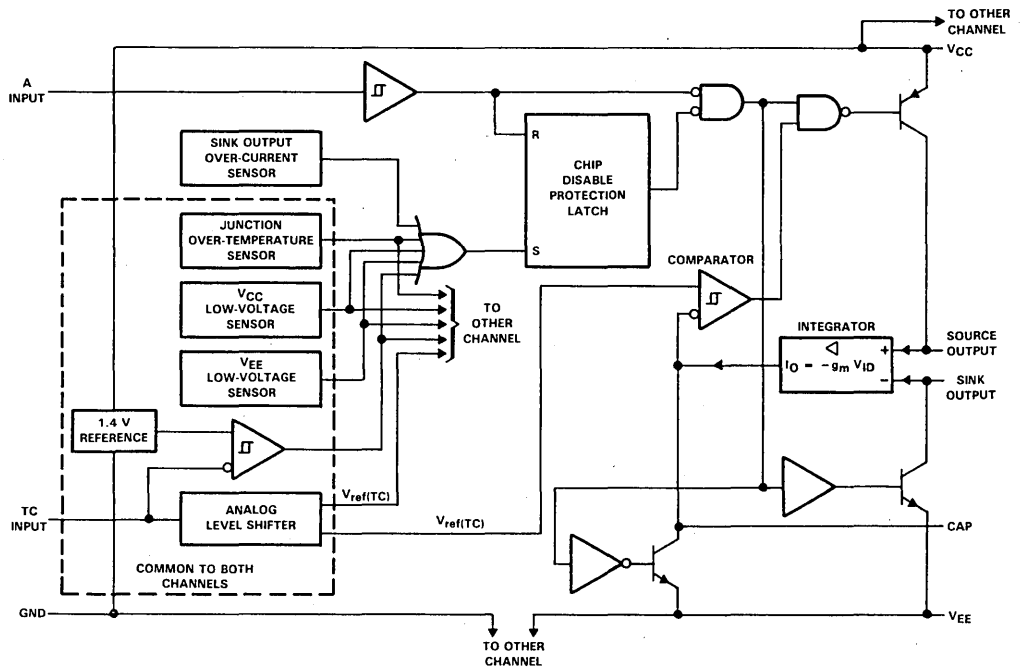 TO OTHER
CHANNEL
VCC
A
INPUT
SINK OUTPUT
OVER-CURRENT
SENSOR
R
CHIP
DISABLE
PROTECTION
LATCH
S
JUNCTION
OVER-TEMPERATURE
SENSOR
COMPARATOR
VCC
LOW-VOLTAGE
SENSOR
TO
OTHER
CHANNEL
INTEGRATOR
IO = −gm VID
+
−
SOURCE
OUTPUT
SINK
OUTPUT
VEE
LOW-VOLTAGE
SENSOR
1.4 V
REFERENCE
TC
INPUT
ANALOG
LEVEL SHIFTER
Vref(TC)
Vref(TC)
CAP
COMMON TO BOTH
CHANNELS
GND
VEE
TO OTHER
CHANNEL